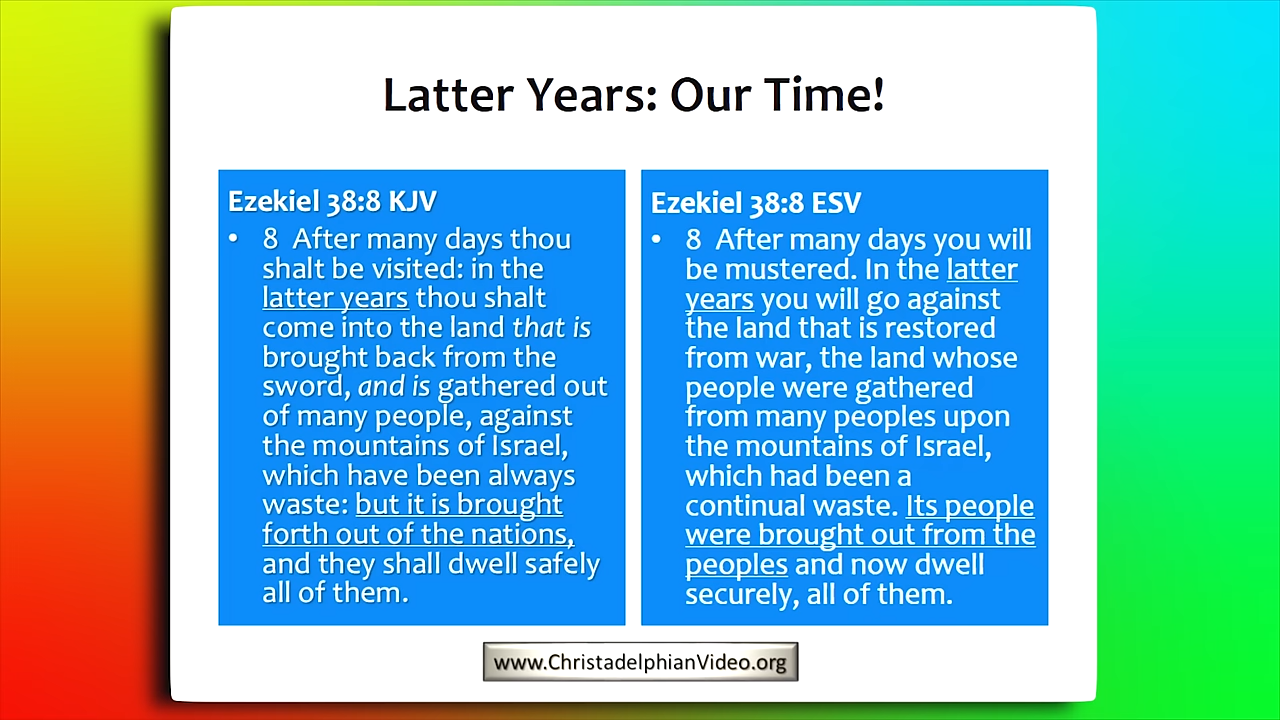 Latter Years: Our Time!
Ezekiel 38:8 KJV
• 8 After many days thou
shalt be visited: in the
latter years thou shalt
come into the land that is
brought back from the
sword, and is gathered out
of many people, against
the mountains of Israel,
which have been always
waste: but it is brought
forth out of the nations,
and they shall dwell safely
all of them.
Ezekiel 38:8 ESV
• 8 After many days you will
be mustered. In the latter
years you will go against
the land that is restored
from war, the land whose
people were gathered
from many peoples upon
the mountains of Israel,
which had been a
continual waste. Its people
were brought out from the
peoples and now dwell
securely, all of them.
www.ChristadelphianVideo.org